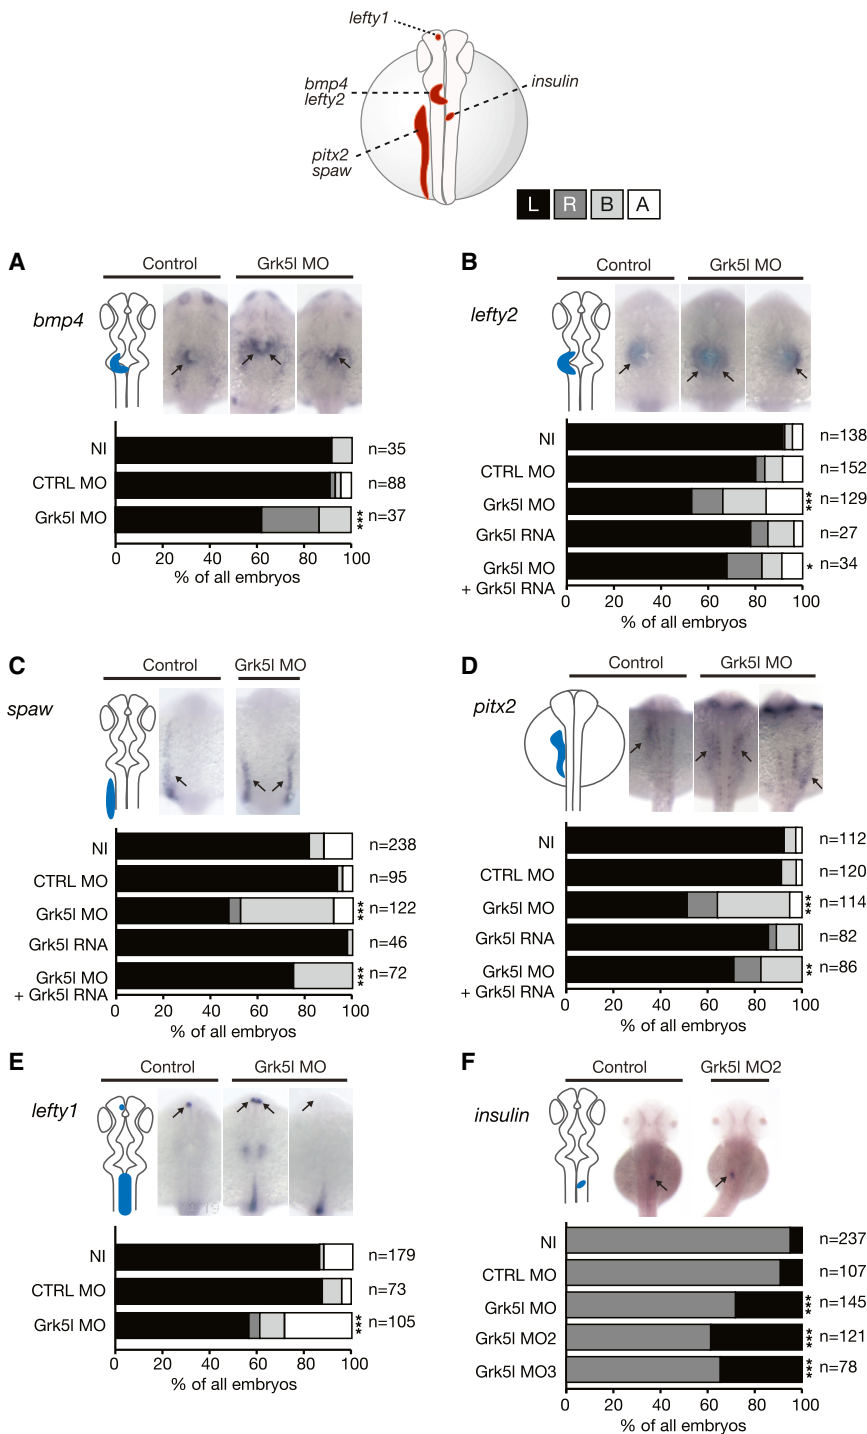 lefty1
bmp4
lefty2
insulin
pitx2
spaw
L R B A
A
Control Grk5l MO
bmp4
NI n=35
CTRL MO n=88
Grk5l MO *** n=37
0 20 40 60 80 100
% of all embryos
B
Control Grk5l MO
lefty2
NI n=138
CTRL MO n=152
Grk5l MO *** n=129
Grk5l RNA n=27
Grk5l MO * n=34
+ Grk5l RNA
0 20 40 60 80 100
% of all embryos
C
Control Grk5l MO
spaw
NI n=238
CTRL MO n=95
Grk5l MO *** n=122
Grk5l RNA n=46
Grk5l MO *** n=72
+ Grk5l RNA
0 20 40 60 80 100
% of all embryos
D
Control Grk5l MO
pitx2
NI n=112
CTRL MO n=120
Grk5l MO *** n=114
Grk5l RNA n=82
Grk5l MO ** n=86
+ Grk5l RNA
0 20 40 60 80 100
% of all embryos
E
Control Grk5l MO
lefty1
NI n=179
CTRL MO n=73
Grk5l MO *** n=105
0 20 40 60 80 100
% of all embryos
F
Control Grk5l MO2
insulin
NI n=237
CTRL MO n=107
Grk5l MO *** n=145
Grk5l MO2 *** n=121
Grk5l MO3 *** n=78
0 20 40 60 80 100
% of all embryos